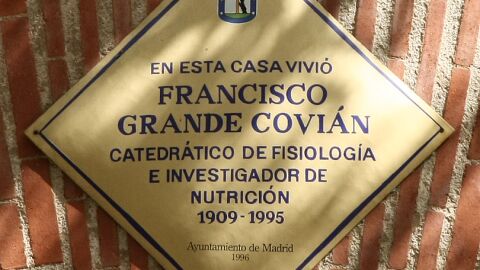 EN ESTA CASA VIVIÓ
FRANCISCO
GRANDE COVIÁN
CATEDRÁTICO DE FISIOLOGÍA
E INVESTIGADOR DE
NUTRICIÓN
1909-1995
Ayuntamiento de Madrid
1996